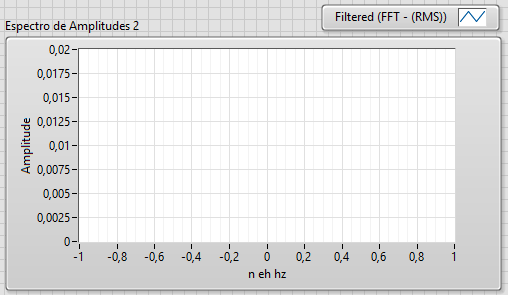 Filtered (FFT - (RMS))
Espectro de Amplitudes 2
Amplitude
0,02
0,0175
0,015
0,0125
0,01
0,0075
0,005
0,0025
0
-1 -0,8 -0,6 -0,4 -0,2 0 0,2 0,4 0,6 0,8 1
n eh hz